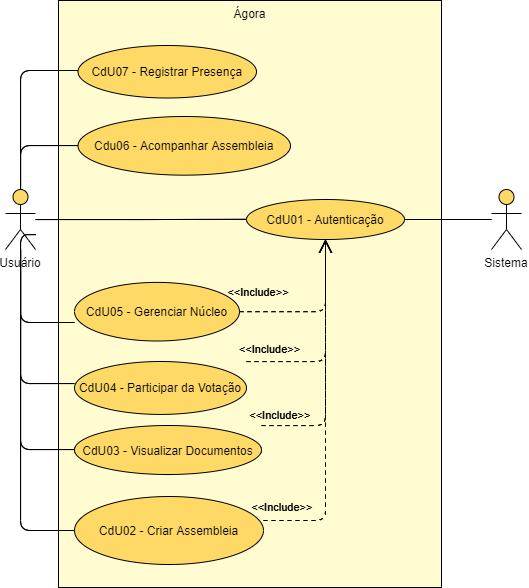 Ágora
CdU07 - Registrar Presença
Cdu06 - Acompanhar Assembleia
CdU01 - Autenticação
Usuário
Sistema
<<Include>>
CdU05 - Gerenciar Núcleo
<<Include>>
CdU04 - Participar da Votação
<<Include>>
CdU03 - Visualizar Documentos
<<Include>>
CdU02 - Criar Assembleia